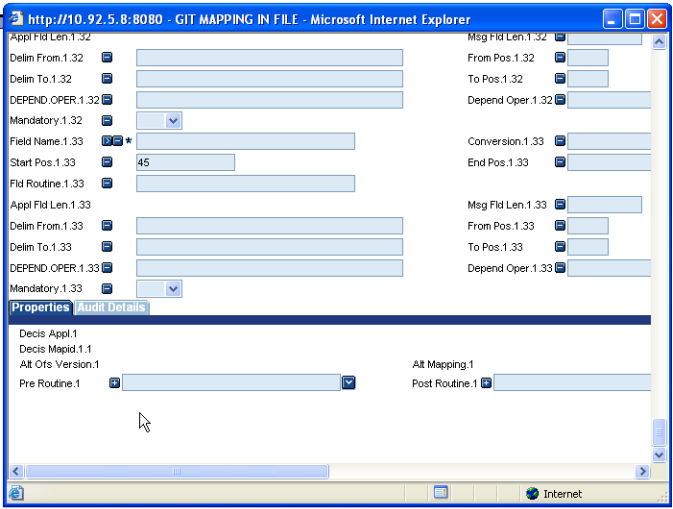 http://10.92.5.8:8080 - GIT MAPPING IN FILE - Microsoft Internet Explorer
Appl Fld Len.1.32 Msg Fld Len.1.32
Delim From.1.32 From Pos.1.32
Delim To.1.32 To Pos.1.32
DEPEND.OPER.1.32 Depend Oper.1.32
Mandatory.1.32
Field Name.1.33 * Conversion.1.33
Start Pos.1.33 45 End Pos.1.33
Fld Routine.1.33
Appl Fld Len.1.33 Msg Fld Len.1.33
Delim From.1.33 From Pos.1.33
Delim To.1.33 To Pos.1.33
DEPEND.OPER.1.33 Depend Oper.1.33
Mandatory.1.33
Properties Audit Details
Decis Appl.1
Decis Mapid.1.1
Alt Ofs Version.1 Alt Mapping.1
Pre Routine.1 Post Routine.1
Internet